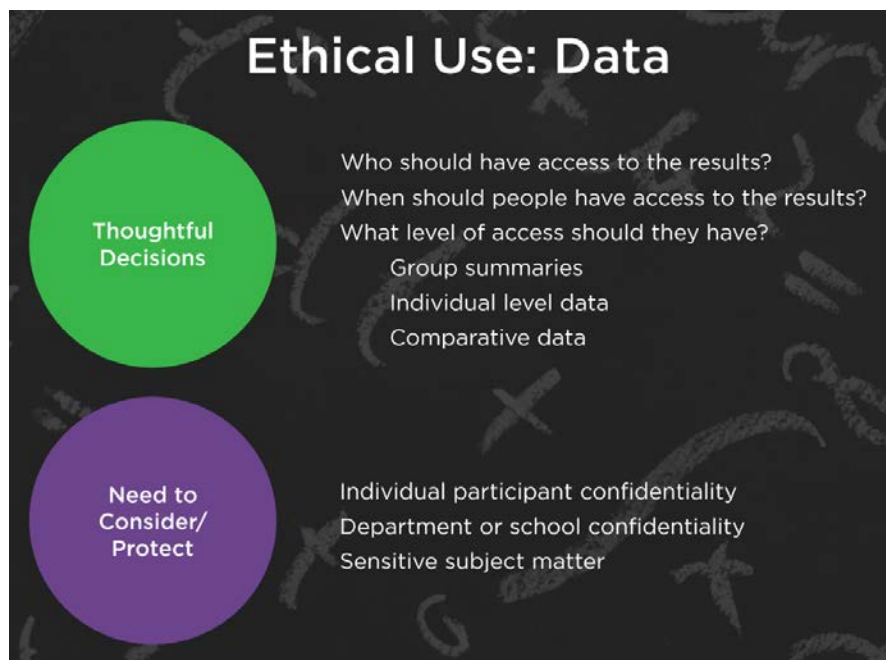 Ethical Use: Data
Thoughtful
Decisions
Who should have access to the results?
When should people have access to the results?
What level of access should they have?
Group summaries
Individual level data
Comparative data
Need to
Consider/
Protect
Individual participant confidentiality
Department or school confidentiality
Sensitive subject matter